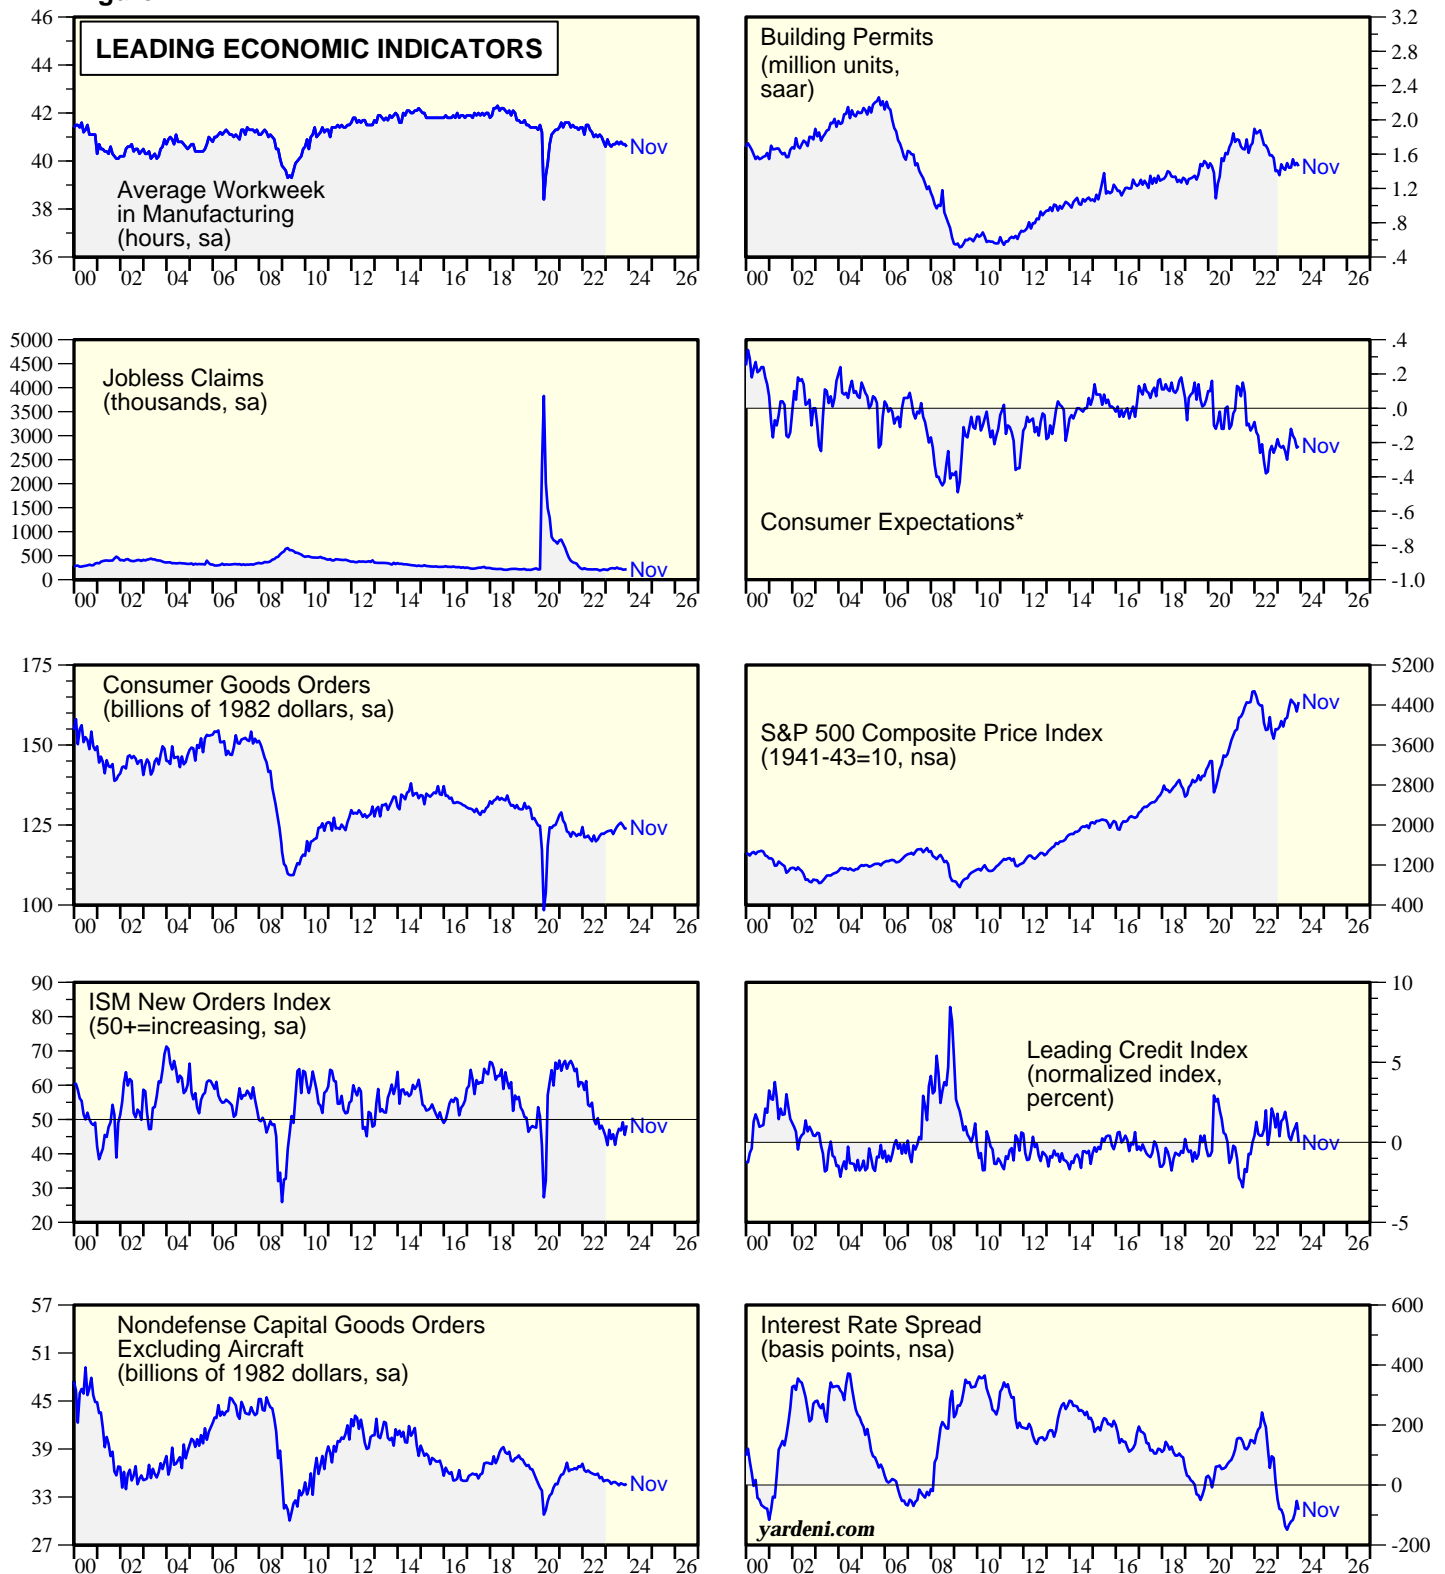 LEADING ECONOMIC INDICATORS
46
44
42
40
38
36
Average Workweek
in Manufacturing
(hours, sa)
Nov
00 02 04 06 08 10 12 14 16 18 20 22 24 26
Building Permits
(million units,
saar)
3.2
2.8
2.4
2.0
1.6
1.2
.8
.4
Nov
00 02 04 06 08 10 12 14 16 18 20 22 24 26
5000
4500
4000
3500
3000
2500
2000
1500
1000
500
0
Jobless Claims
(thousands, sa)
Nov
00 02 04 06 08 10 12 14 16 18 20 22 24 26
.4
.2
.0
-.2
-.4
-.6
-.8
-1.0
Nov
Consumer Expectations*
00 02 04 06 08 10 12 14 16 18 20 22 24 26
175
150
125
100
Consumer Goods Orders
(billions of 1982 dollars, sa)
Nov
00 02 04 06 08 10 12 14 16 18 20 22 24 26
5200
4400
3600
2800
2000
1200
400
S&P 500 Composite Price Index
(1941-43=10, nsa)
Nov
00 02 04 06 08 10 12 14 16 18 20 22 24 26
90
80
70
60
50
40
30
20
ISM New Orders Index
(50+=increasing, sa)
Nov
00 02 04 06 08 10 12 14 16 18 20 22 24 26
10
5
0
-5
Leading Credit Index
(normalized index,
percent)
Nov
00 02 04 06 08 10 12 14 16 18 20 22 24 26
57
51
45
39
33
27
Nondefense Capital Goods Orders
Excluding Aircraft
(billions of 1982 dollars, sa)
Nov
00 02 04 06 08 10 12 14 16 18 20 22 24 26
600
400
200
0
-200
Interest Rate Spread
(basis points, nsa)
Nov
yardeni.com
00 02 04 06 08 10 12 14 16 18 20 22 24 26